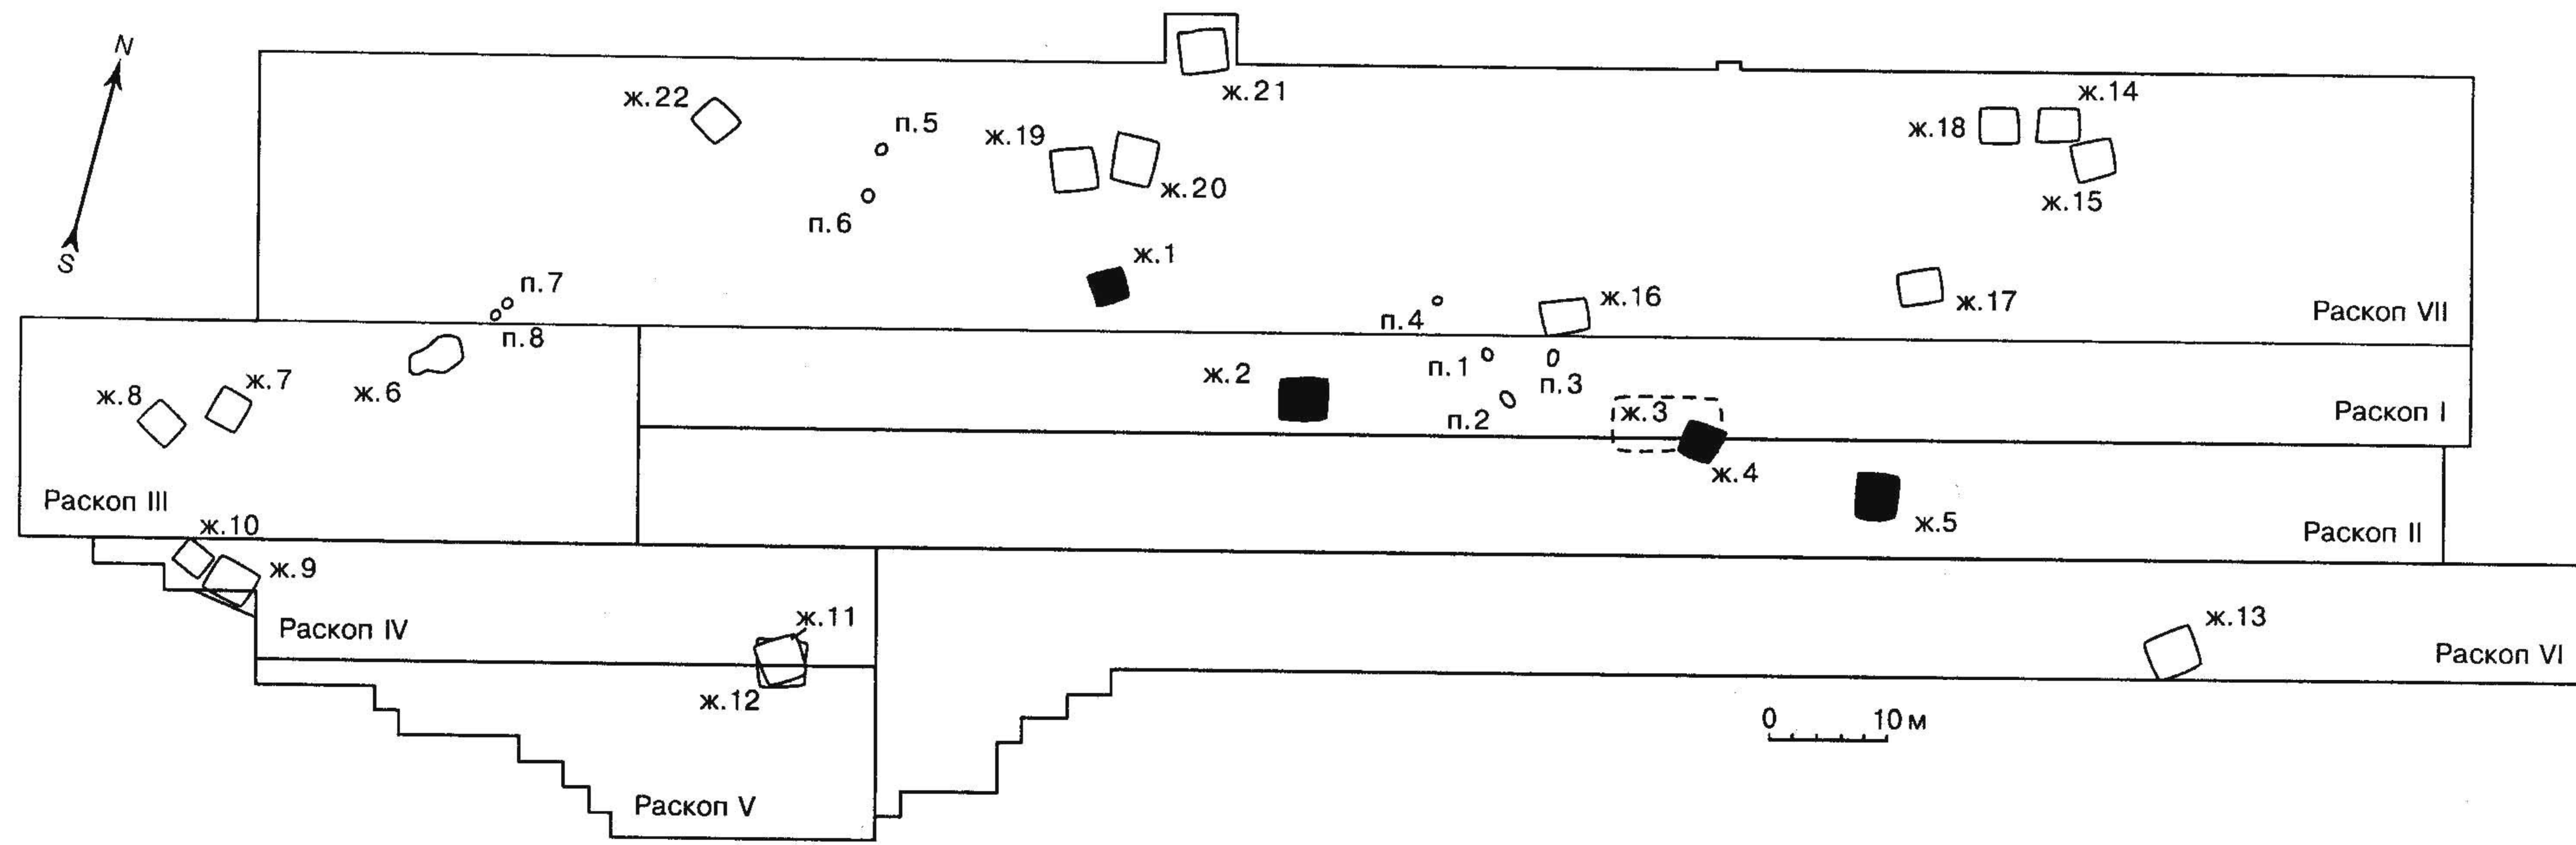 N
S
ж.21
ж.22
п.5
ж.19
ж.20
п.6
ж.14
ж.18
ж.15
ж.1
п.7
п.8
п.4
ж.16
ж.17
Раскоп VII
ж.8
ж.7
ж.6
ж.2
п.1
п.3
п.2
ж.3
ж.4
Раскоп I
Раскоп III
ж.5
Раскоп II
ж.10
ж.9
Раскоп IV
ж.11
ж.12
ж.13
Раскоп VI
0 10 м
Раскоп V